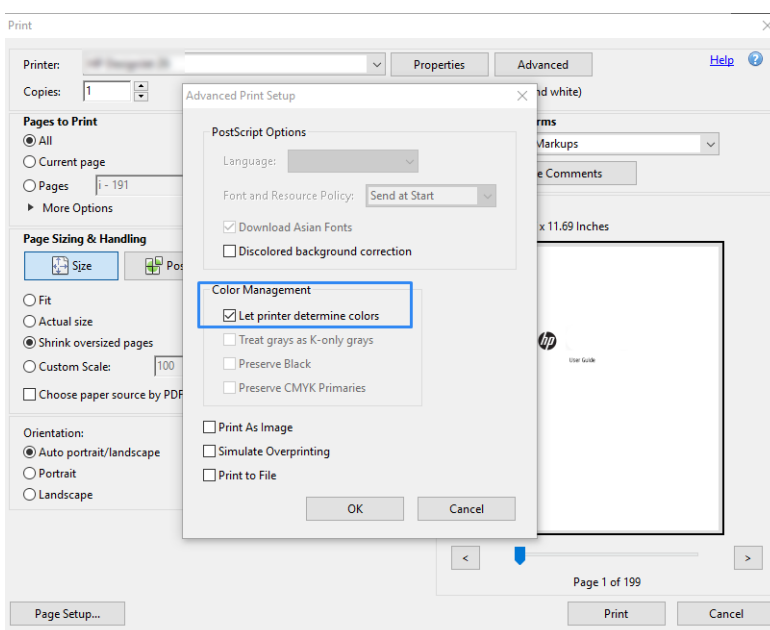 Print
Printer:
Properties
Advanced
Help
?
Copies:
1
nd white)
Pages to Print
All
Current page
Pages
i - 191
More Options
Page Sizing & Handling
Size
Pos
Fit
Actual size
Shrink oversized pages
Custom Scale:
100
Choose paper source by PDF
Orientation:
Auto portrait/landscape
Portrait
Landscape
Advanced Print Setup
PostScript Options
Language:
Font and Resource Policy:
Send at Start
Download Asian Fonts
Discolored background correction
Color Management
Let printer determine colors
Treat grays as K-only grays
Preserve Black
Preserve CMYK Primaries
Print As Image
Simulate Overprinting
Print to File
OK
Cancel
rms
Markups
e Comments
x 11.69 Inches
hp
User Guide
<
>
Page 1 of 199
Page Setup...
Print
Cancel